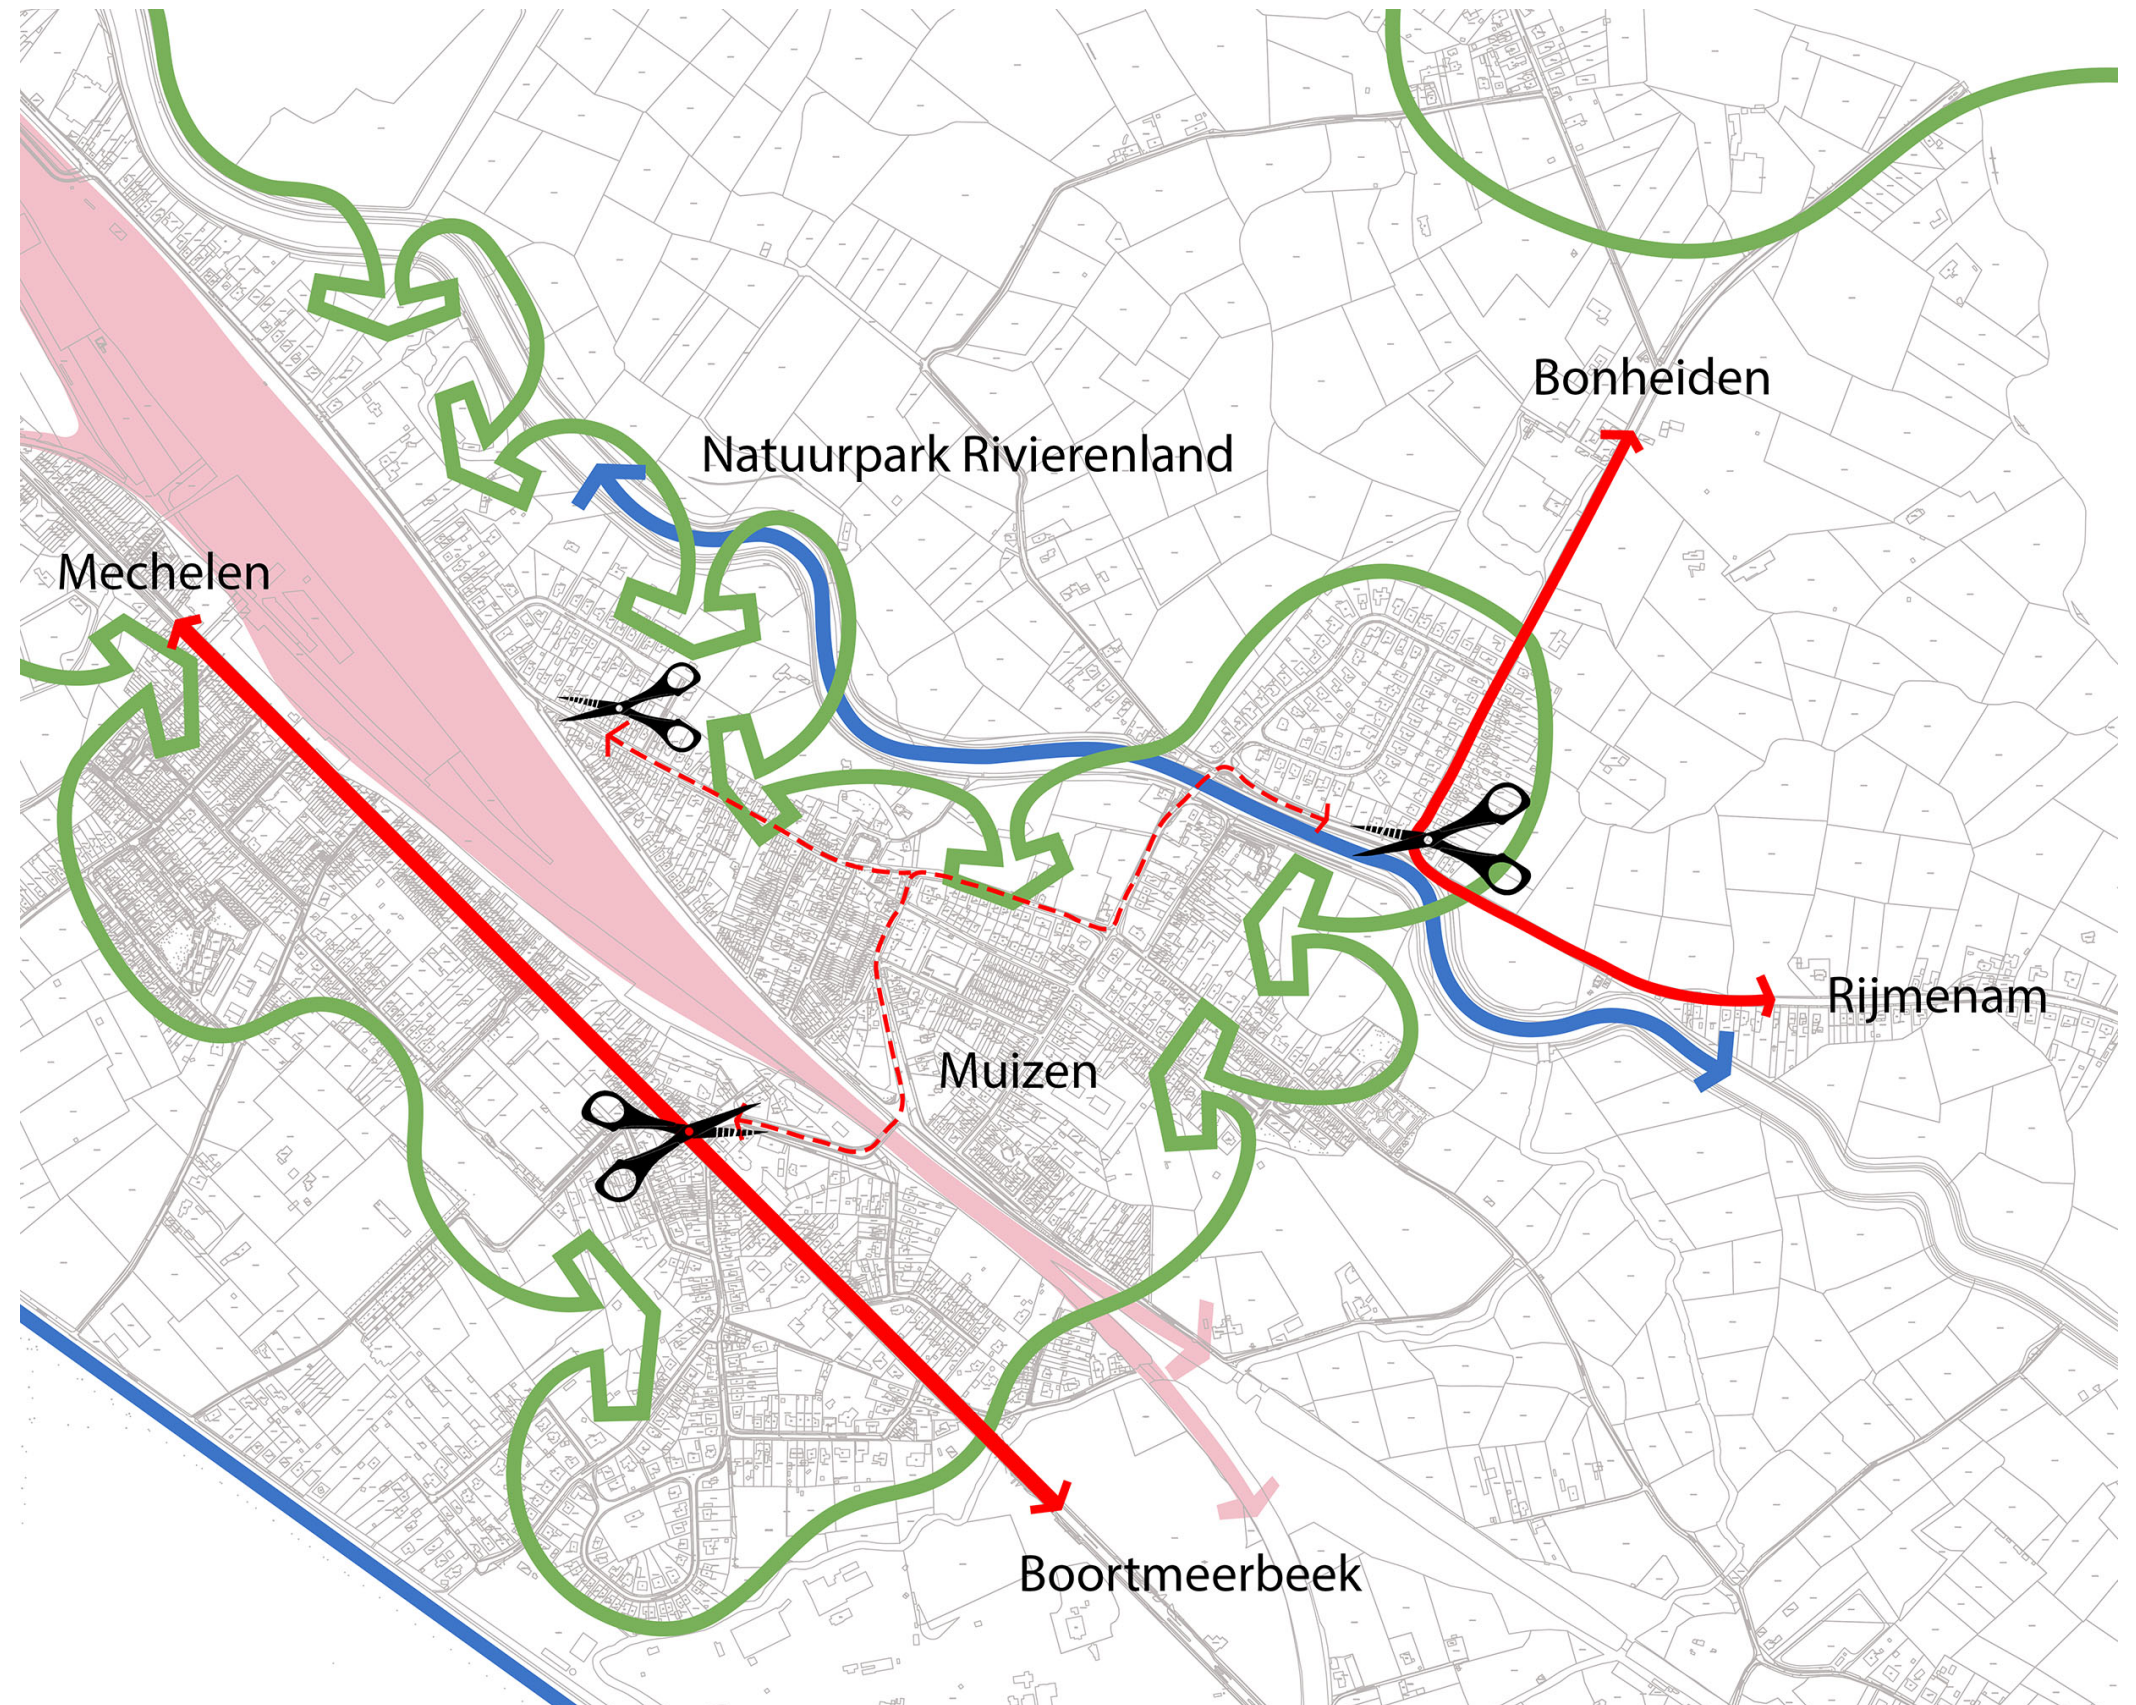 Bonheiden
Natuurpark Rivierenland
Mechelen
Rijmenam
Muizen
Boortmeerbeek